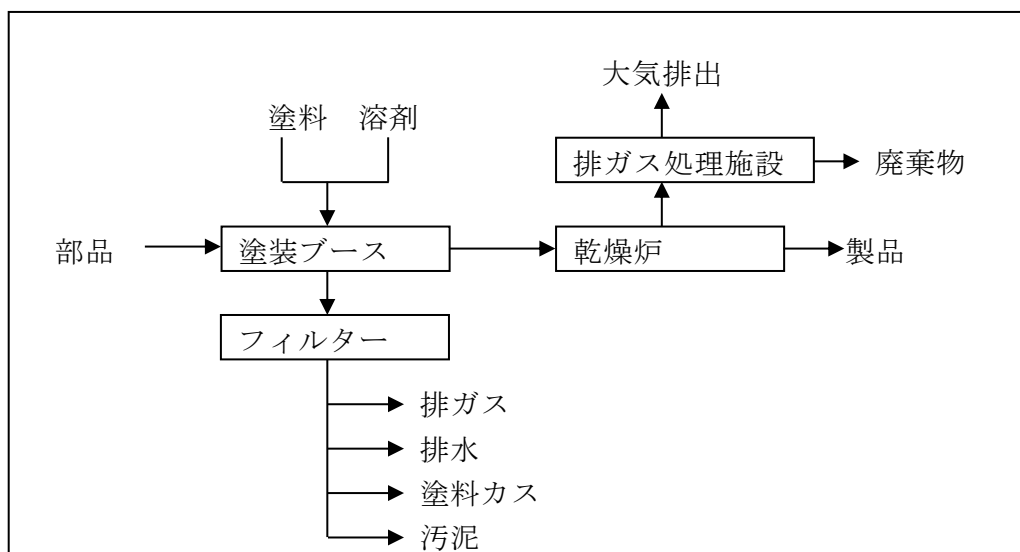 大気排出
塗料 溶剤
排ガス処理施設 廃棄物
部品 塗装ブース 乾燥炉 製品
フィルター
排ガス
排水
塗料カス
汚泥